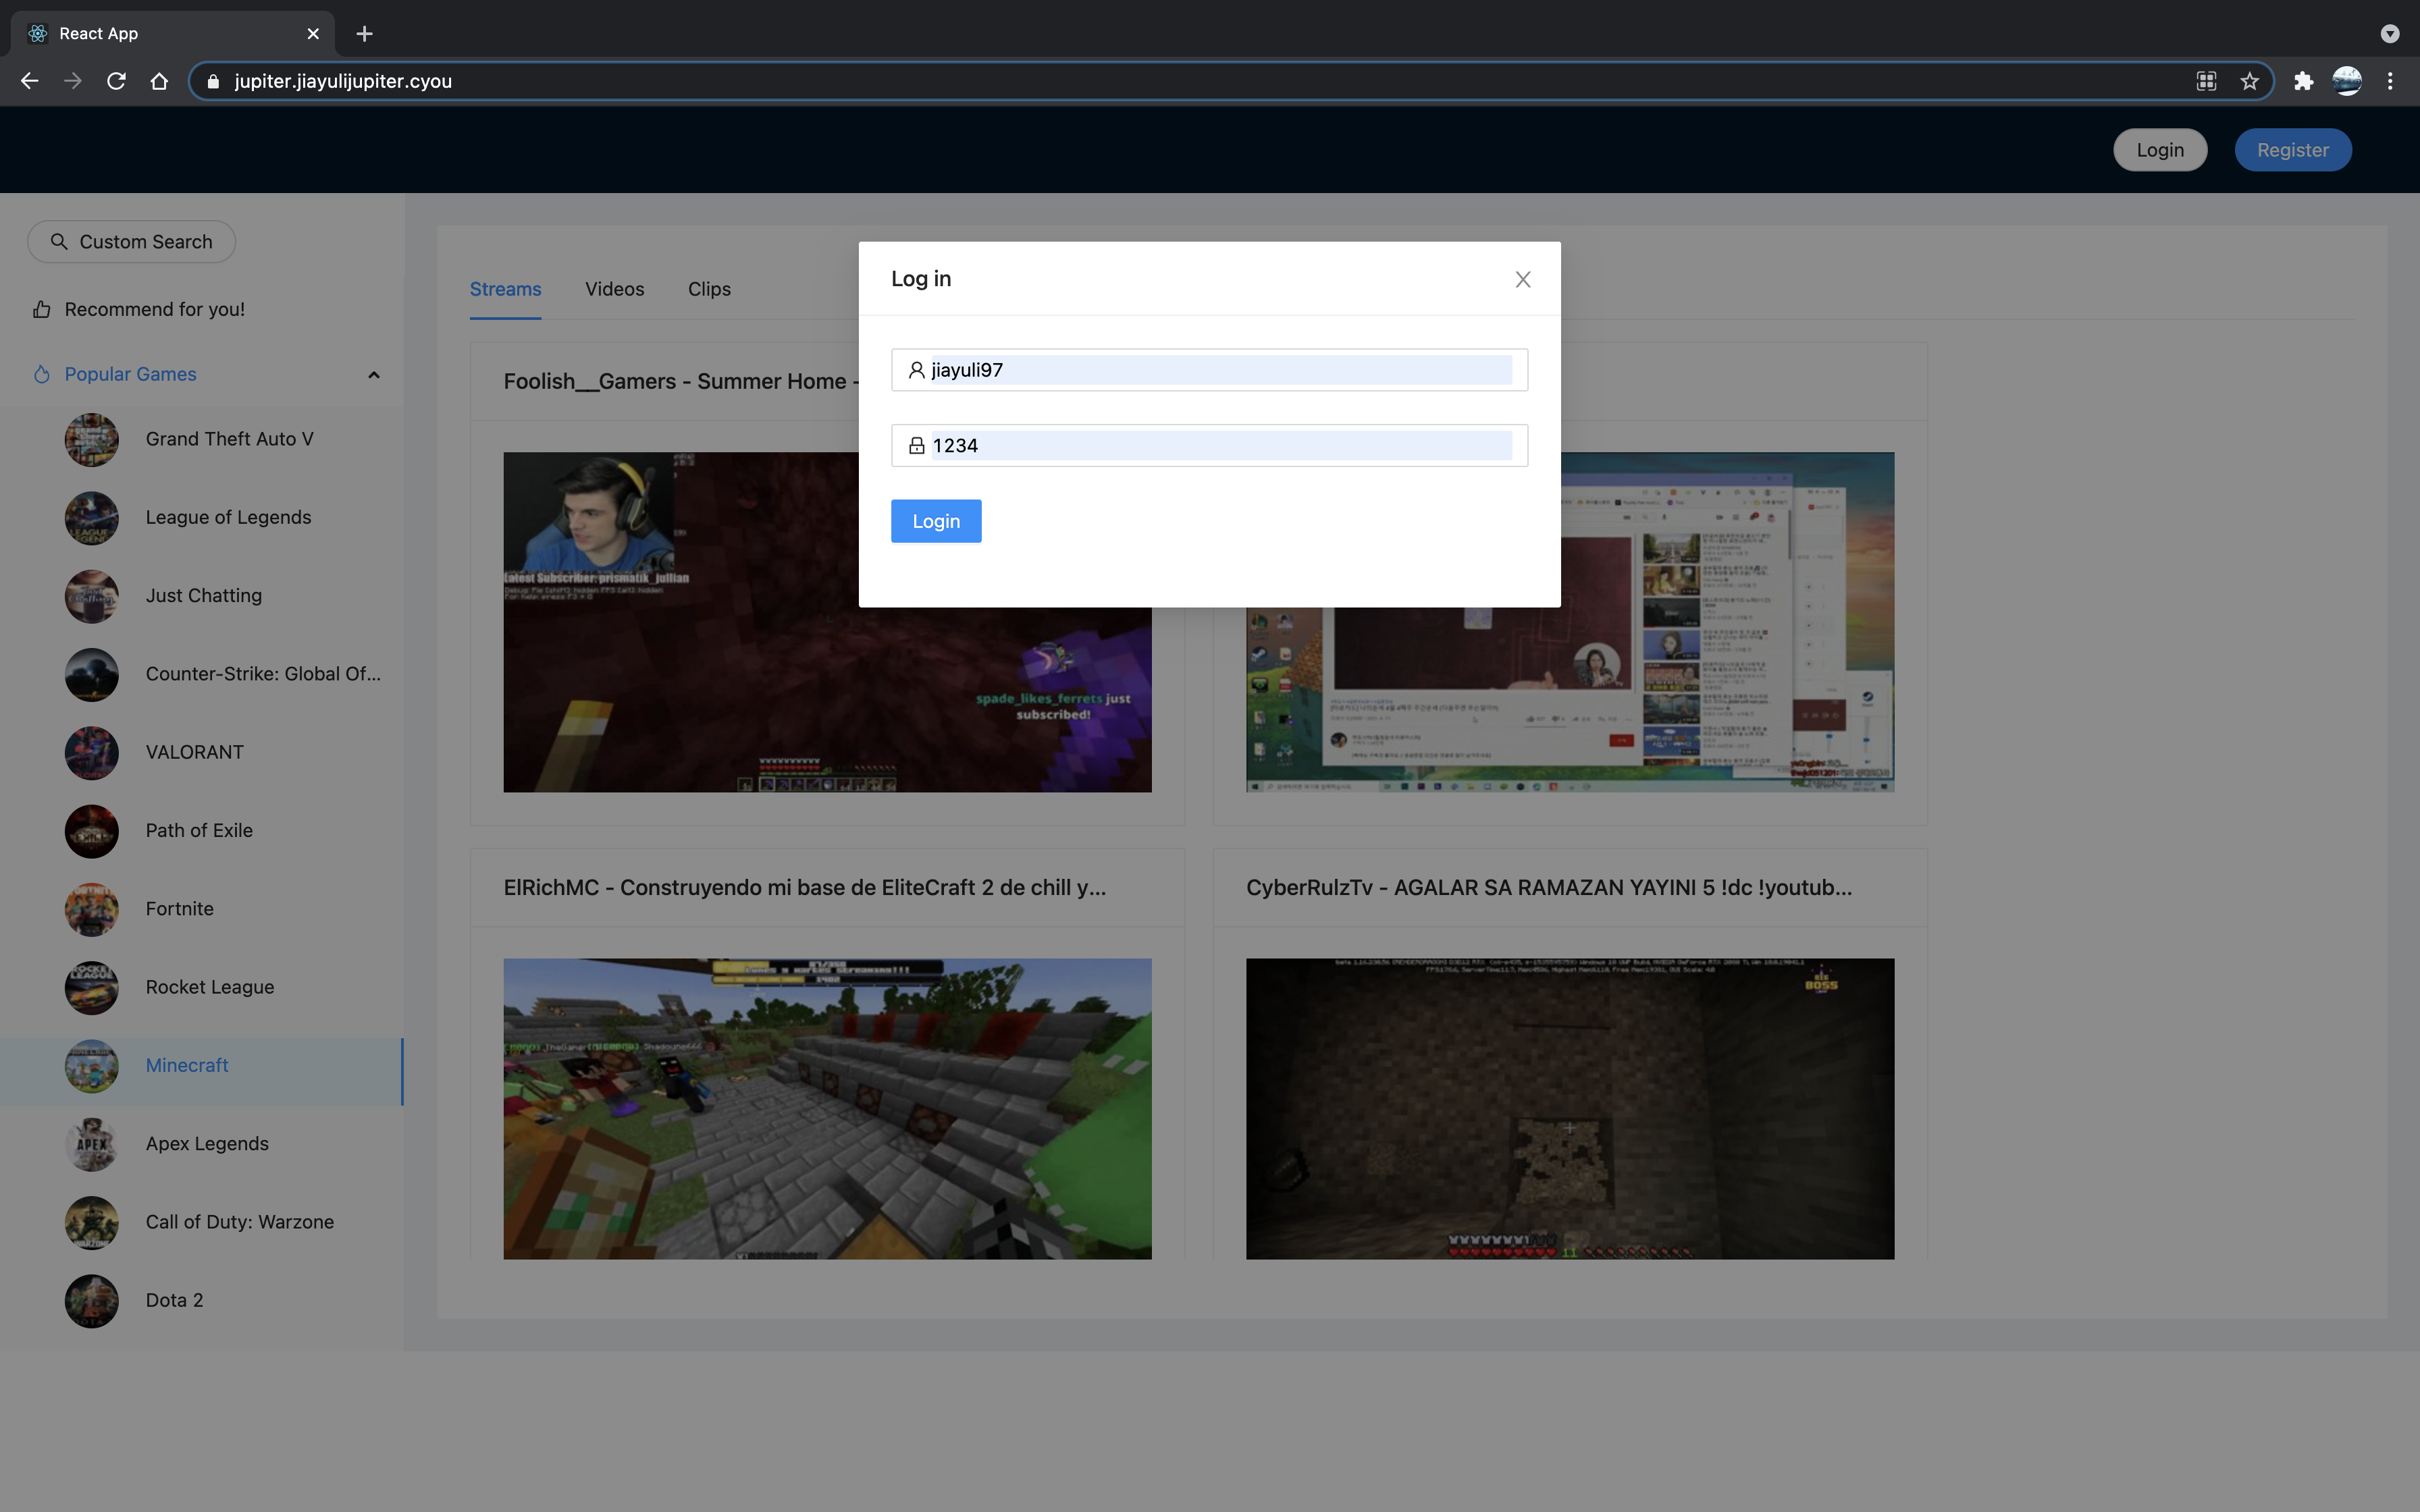 React App
jupiter.jiayulijupiter.cyou
Login
Register
Custom Search
Recommend for you!
Popular Games
Grand Theft Auto V
League of Legends
Just Chatting
Counter-Strike: Global Of...
VALORANT
Path of Exile
Fortnite
Rocket League
Minecraft
Apex Legends
Call of Duty: Warzone
Dota 2
Streams
Videos
Clips
Foolish__Gamers - Summer Home -
Latest Subscriber: prismatik_jullian
spade_likes_ferrets just
subscribed!
Log in
jiayuli97
1234
Login
ElRichMC - Construyendo mi base de EliteCraft 2 de chill y...
CyberRulzTv - AGALAR SA RAMAZAN YAYINI 5 !dc !youtub...
BIG
BOSS
11